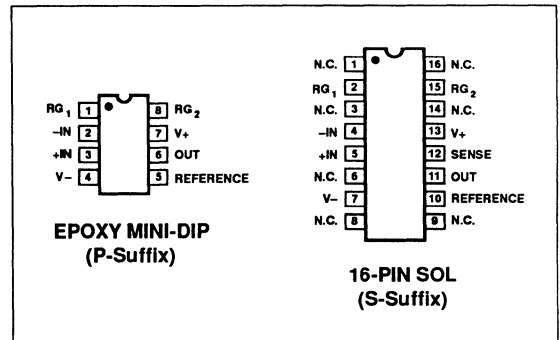 RG1 1 8 RG2
–IN 2 7 V+
+IN 3 6 OUT
V– 4 5 REFERENCE
EPOXY MINI-DIP
(P-Suffix)
N.C. 1 16 N.C.
RG1 2 15 RG2
N.C. 3 14 N.C.
–IN 4 13 V+
+IN 5 12 SENSE
N.C. 6 11 OUT
V– 7 10 REFERENCE
N.C. 8 9 N.C.
16-PIN SOL
(S-Suffix)